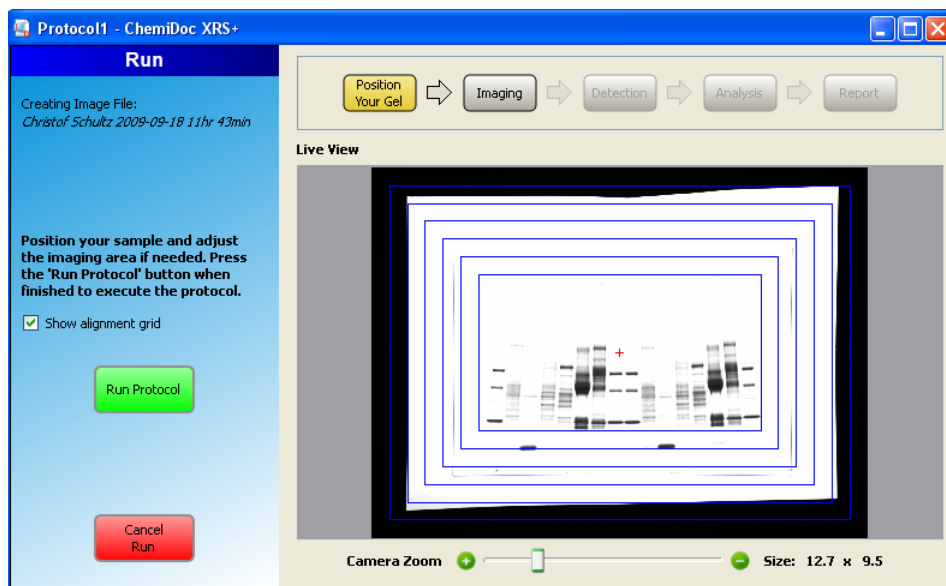 Protocol1 - ChemiDoc XRS+
Run
Creating Image File:
Christof Schultz 2009-09-18 11hr 43min
Position your sample and adjust
the imaging area if needed. Press
the 'Run Protocol' button when
finished to execute the protocol.
Show alignment grid
Run Protocol
Cancel
Run
Position
Your Gel
Imaging
Detection
Analysis
Report
Live View
Camera Zoom
Size: 12.7 x 9.5